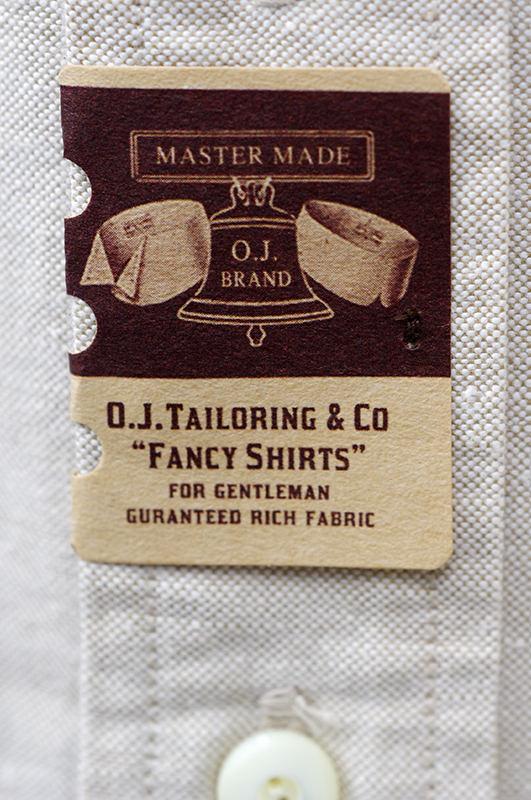 MASTER MADE
O.J.
BRAND
O.J.TAILORING & CO
“FANCY SHIRTS”
FOR GENTLEMAN
GURANTEED RICH FABRIC